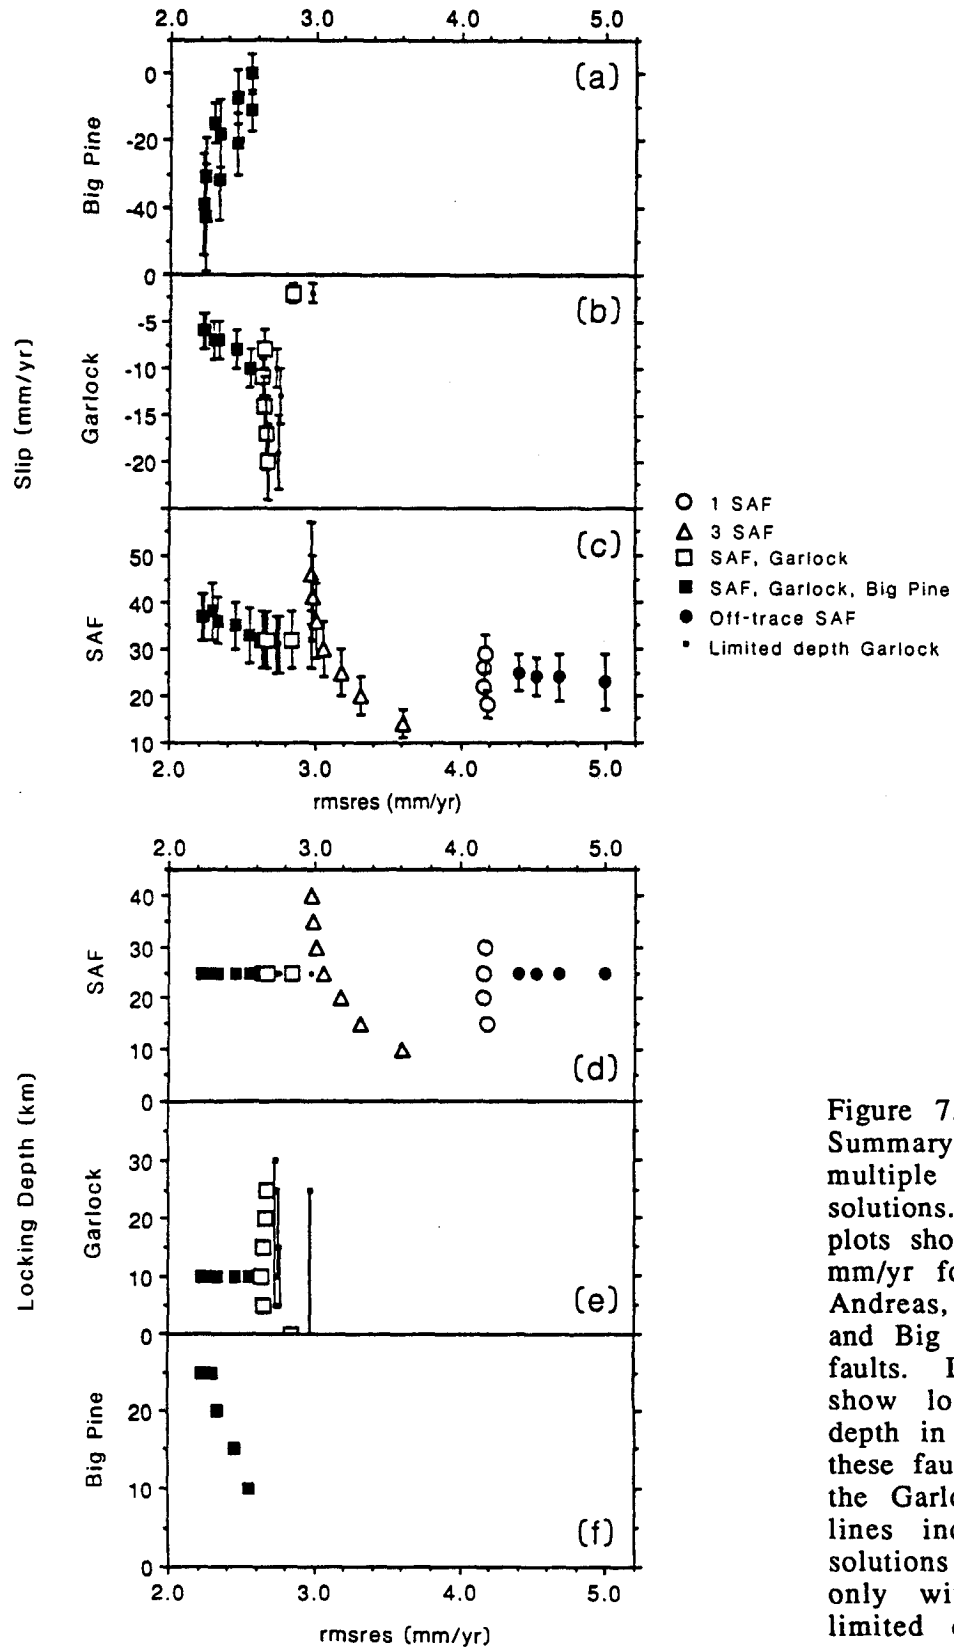 2.0 3.0 4.0 5.0
(a)
0
-20
-40
Big Pine
0
(b)
-5
-10
-15
-20
Garlock
Slip (mm/yr)
(c)
50
40
30
20
10
SAF
2.0 3.0 4.0 5.0
rmsres (mm/yr)
1 SAF
3 SAF
SAF, Garlock
SAF, Garlock, Big Pine
Off-trace SAF
Limited depth Garlock
2.0 3.0 4.0 5.0
40
30
20
10
0
SAF
(d)
30
20
10
0
Garlock
(e)
Locking Depth (km)
20
10
0
Big Pine
(f)
2.0 3.0 4.0 5.0
rmsres (mm/yr)
Figure 7.
Summary
multiple
solutions.
plots sho
mm/yr fo
Andreas,
and Big
faults.
show lo
depth in
these fau
the Garlo
lines inc
solutions
only wi
limited